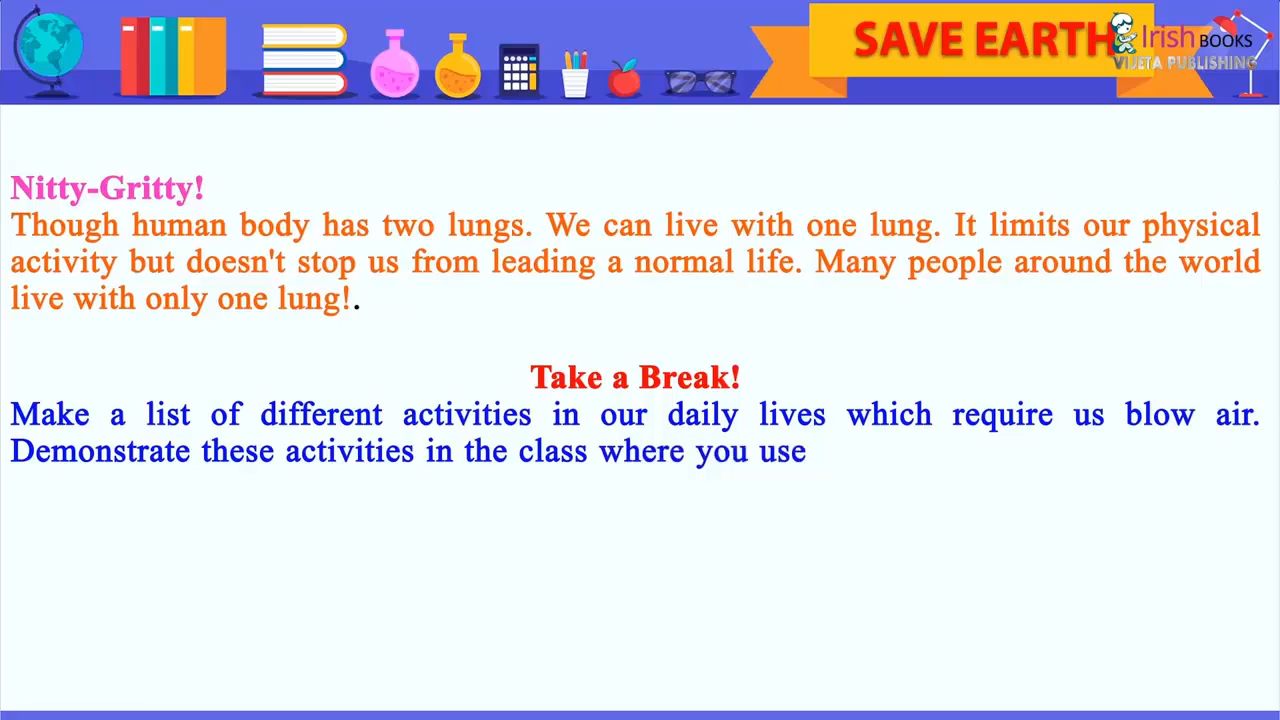 SAVE EARTH
Irish BOOKS
VIJETA PUBLISHING
Nitty-Gritty!
Though human body has two lungs. We can live with one lung. It limits our physical
activity but doesn't stop us from leading a normal life. Many people around the world
live with only one lung!.
Take a Break!
Make a list of different activities in our daily lives which require us blow air.
Demonstrate these activities in the class where you use